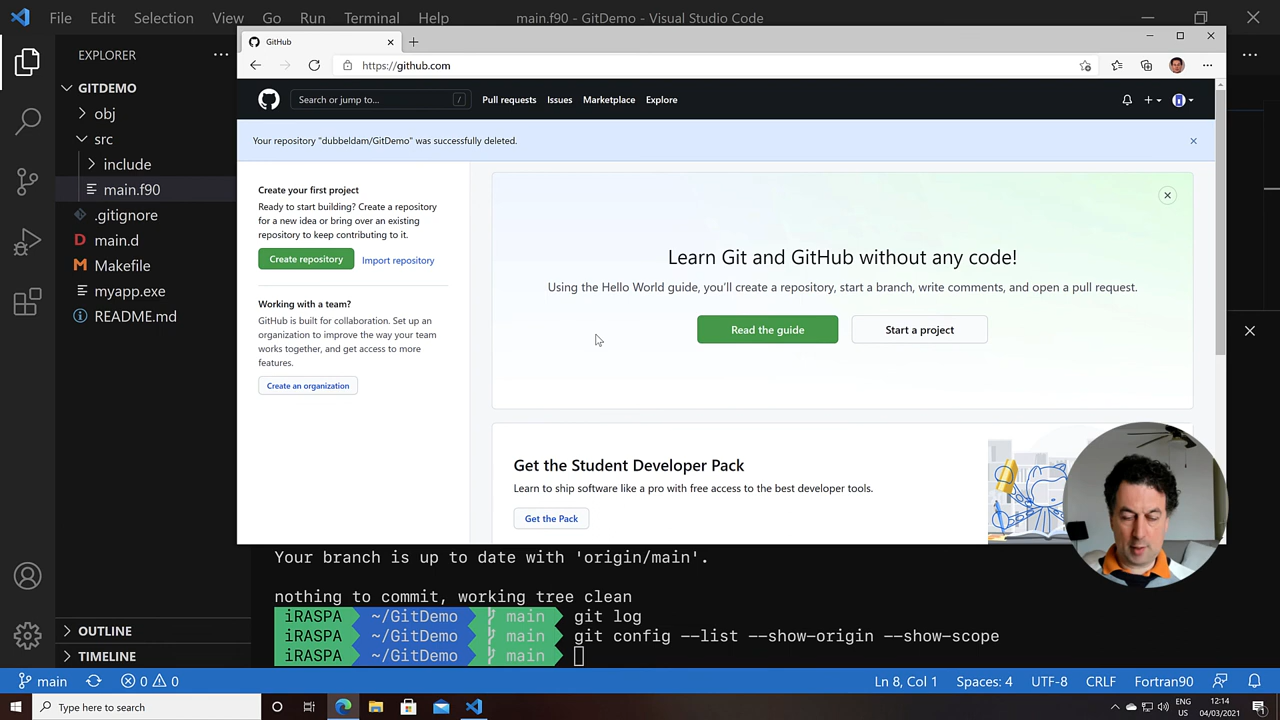 File Edit Selection View Go Run Terminal Help main.f90 - GitDemo - Visual Studio Code
EXPLORER
GITDEMO
obj
src
include
main.f90
.gitignore
D main.d
M Makefile
myapp.exe
README.md
OUTLINE
TIMELINE
GitHub
https://github.com
Search or jump to... /
Pull requests Issues Marketplace Explore
Your repository "dubbeldam/GitDemo" was successfully deleted.
Create your first project
Ready to start building? Create a repository
for a new idea or bring over an existing
repository to keep contributing to it.
Create repository Import repository
Working with a team?
GitHub is built for collaboration. Set up an
organization to improve the way your team
works together, and get access to more
features.
Create an organization
Learn Git and GitHub without any code!
Using the Hello World guide, you'll create a repository, start a branch, write comments, and open a pull request.
Read the guide Start a project
Get the Student Developer Pack
Learn to ship software like a pro with free access to the best developer tools.
Get the Pack
Your branch is up to date with 'origin/main'.
nothing to commit, working tree clean
iRASPA ~/GitDemo main git log
iRASPA ~/GitDemo main git config --list --show-origin --show-scope
iRASPA ~/GitDemo main
main 0 0 Ln 8, Col 1 Spaces: 4 UTF-8 CRLF Fortran90
Type here to search
ENG
US
12:14
04/03/2021